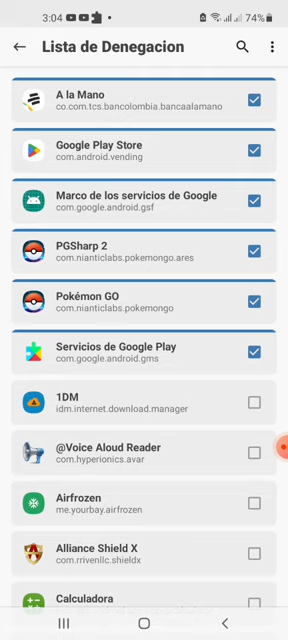 3:04
74%
Lista de Denegacion
A la Mano
co.com.tcs.bancolombia.bancaalamano
Google Play Store
com.android.vending
Marco de los servicios de Google
com.google.android.gsf
PGSharp 2
com.nianticlabs.pokemongo.ares
Pokémon GO
com.nianticlabs.pokemongo
Servicios de Google Play
com.google.android.gms
1DM
idm.internet.download.manager
@Voice Aloud Reader
com.hyperionics.avar
Airfrozen
me.yourbay.airfrozen
Alliance Shield X
com.rrivenllc.shieldx
Calculadora